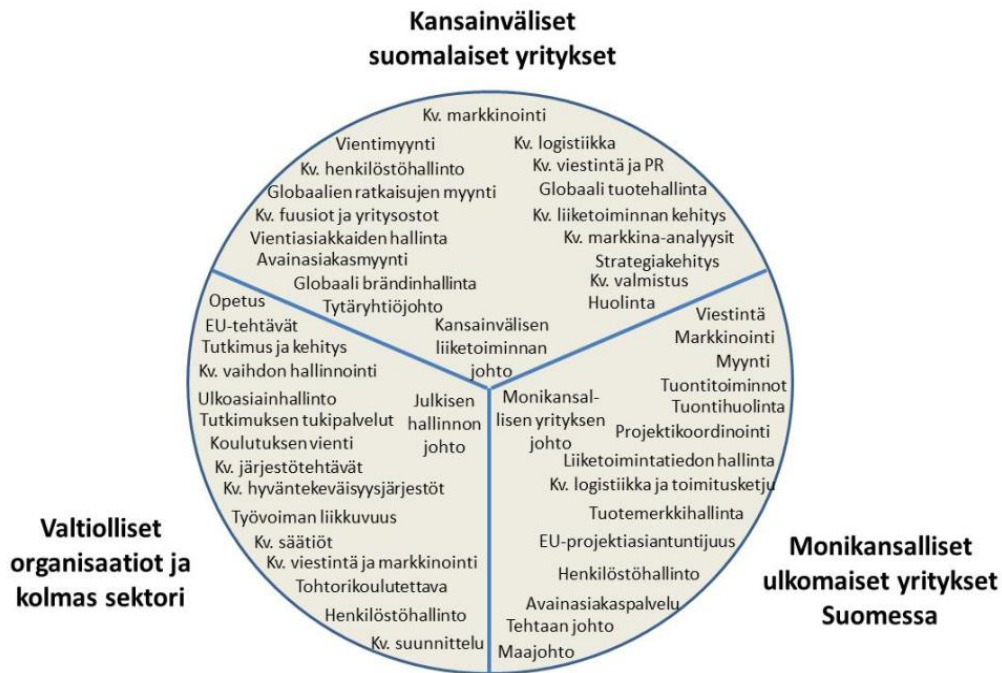 Kansainväliset
suomalaiset yritykset
Kv. markkinointi
Vientimyynti
Kv. henkilöstöhallinto
Globaalien ratkaisujen myynti
Kv. fuusiot ja yritysostot
Vientiasiakkaiden hallinta
Avainasiakasmyynti
Globaali brändinhallinta
Tytäryhtiöjohto
Kv. logistiikka
Kv. viestintä ja PR
Globaali tuotehallinta
Kv. liiketoiminnan kehitys
Kv. markkina-analyysit
Strategiakehitys
Kv. valmistus
Huolinta
Kansainvälisen
liiketoiminnan
johto
Opetus
EU-tehtävät
Tutkimus ja kehitys
Kv. vaihdon hallinnointi
Ulkoasiainhallinto
Tutkimuksen tukipalvelut
Koulutuksen vienti
Kv. järjestötehtävät
Kv. hyväntekeväisyysjärjestöt
Työvoiman liikkuvuus
Kv. säätiöt
Kv. viestintä ja markkinointi
Tohtorikoulutettava
Henkilöstöhallinto
Kv. suunnittelu
Julkisen
hallinnon
johto
Monikansal-
lisen yrityksen
johto
Viestintä
Markkinointi
Myynti
Tuontitoiminnot
Tuontihuolinta
Projektikoordinointi
Liiketoimintatiedon hallinta
Kv. logistiikka ja toimitusketju
Tuotemerkkihallinta
EU-projektiasiantuntijuus
Henkilöstöhallinto
Avainasiakaspalvelu
Tehtaan johto
Maajohto
Valtiolliset
organisaatiot ja
kolmas sektori
Monikansalliset
ulkomaiset yritykset
Suomessa